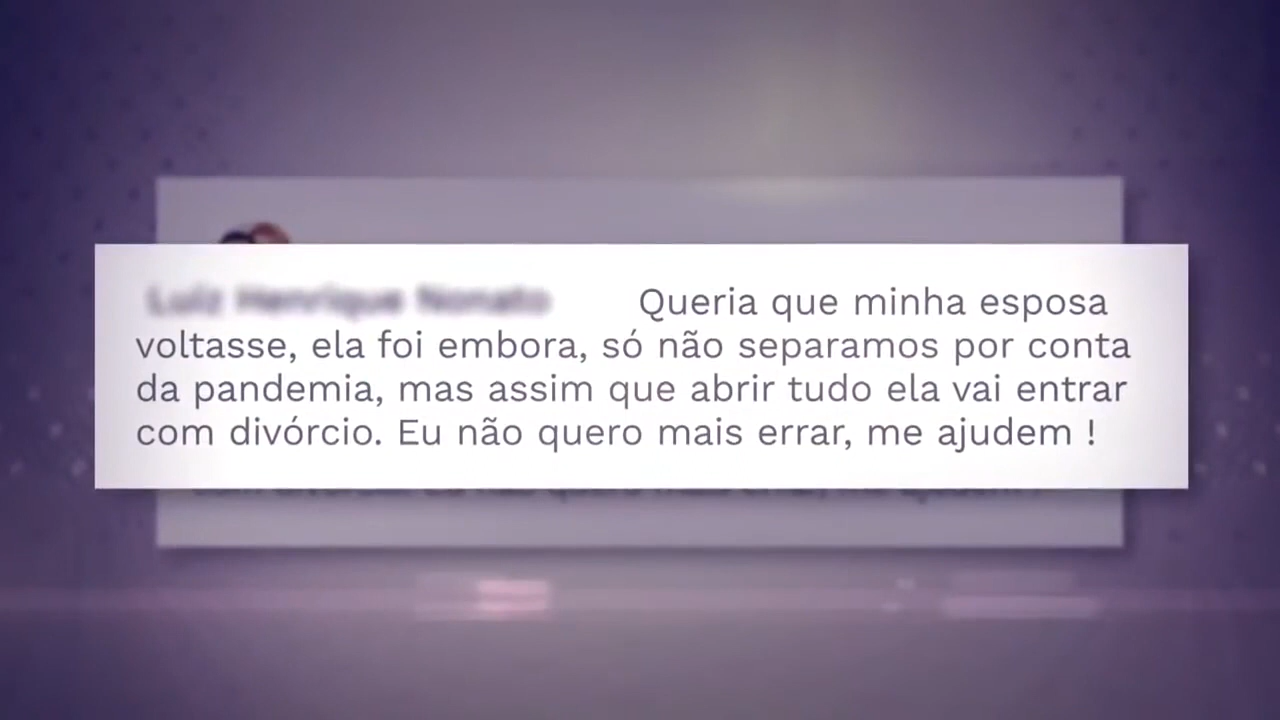 Queria que minha esposa
voltasse, ela foi embora, só não separamos por conta
da pandemia, mas assim que abrir tudo ela vai entrar
com divórcio. Eu não quero mais errar, me ajudem !